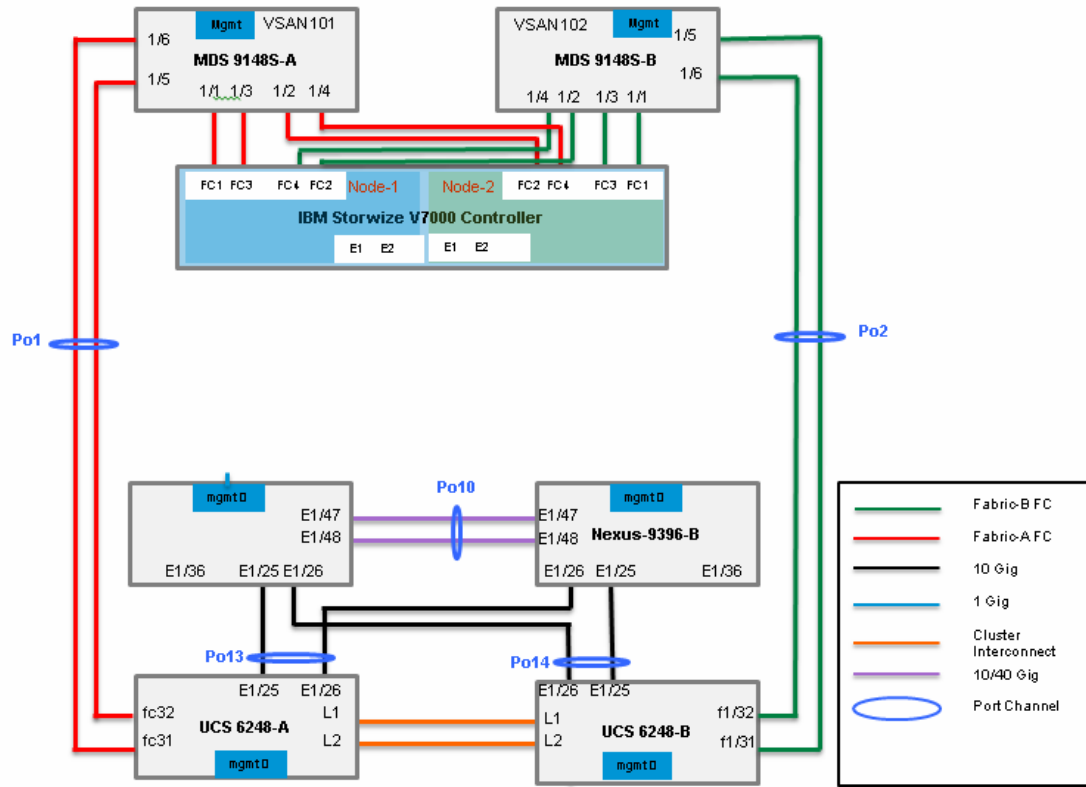 Mgmt VSAN101
1/6
MDS 9148S-A
1/5
1/1 1/3 1/2 1/4
VSAN102 Mgmt
1/5
MDS 9148S-B
1/6
1/4 1/2 1/3 1/1
FC1 FC3 FC4 FC2 Node-1 Node-2 FC2 FC4 FC3 FC1
IBM Storwize V7000 Controller
E1 E2 E1 E2
Po1
Po2
mgmt0
E1/47
E1/48
E1/36 E1/25 E1/26
Po10
mgmt0
E1/47
E1/48 Nexus-9396-B
E1/26 E1/25 E1/36
Po13
Po14
E1/25 E1/26
fc32 L1
UCS 6248-A
fc31 L2
mgmt0
E1/26 E1/25
L1 f1/32
UCS 6248-B
L2 f1/31
mgmt0
Fabric-B FC
Fabric-A FC
10 Gig
1 Gig
Cluster
Interconnect
10/40 Gig
Port Channel